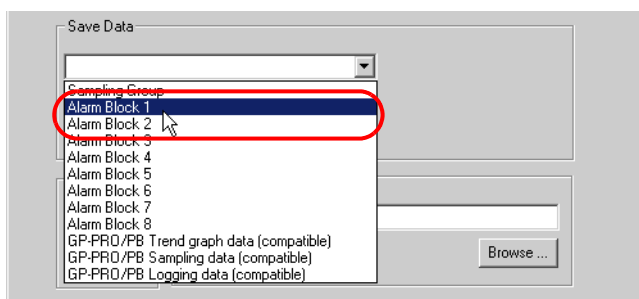 Save Data
Sampling Group
Alarm Block 1
Alarm Block 2
Alarm Block 3
Alarm Block 4
Alarm Block 5
Alarm Block 6
Alarm Block 7
Alarm Block 8
GP-PRO/PB Trend graph data (compatible)
GP-PRO/PB Sampling data (compatible)
GP-PRO/PB Logging data (compatible)
Browse ...